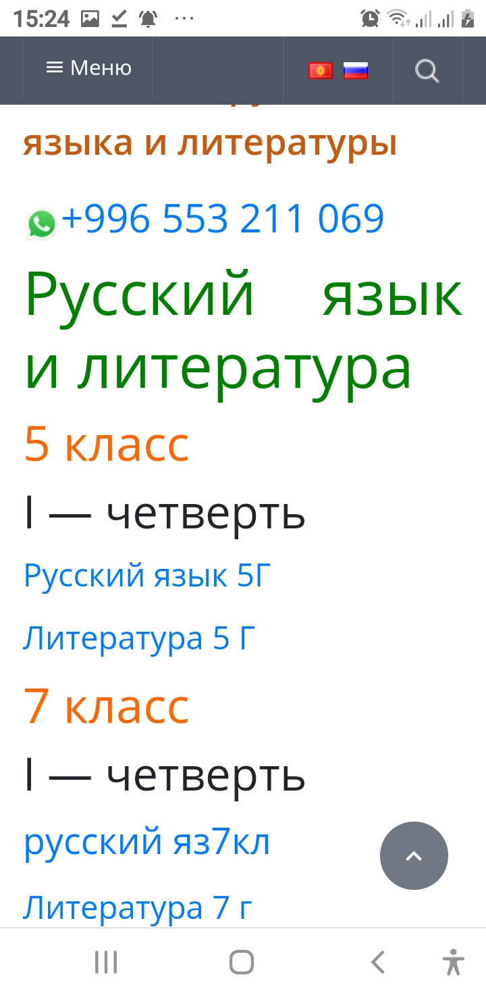 15:24
Меню
языка и литературы
+996 553 211 069
Русский язык
и литература
5 класс
I — четверть
Русский язык 5Г
Литература 5 Г
7 класс
I — четверть
русский яз7кл
Литература 7 г